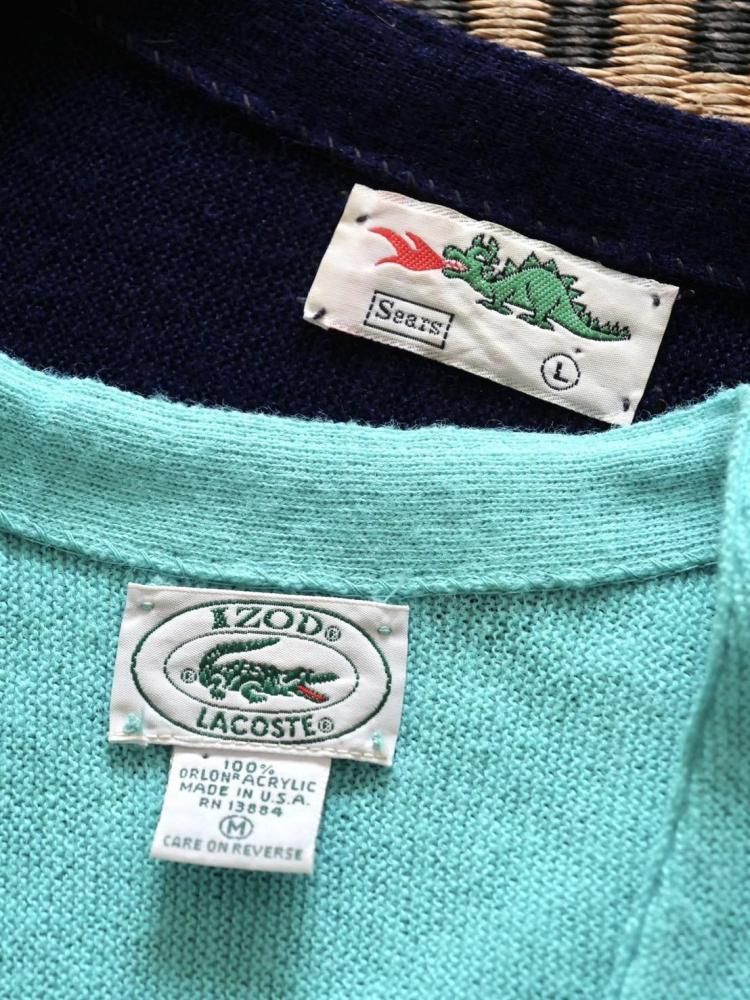 Sears
L
IZOD®
®
LACOSTE®
100%
ORLON® ACRYLIC
MADE IN U.S.A.
RN 13884
M
CARE ON REVERSE